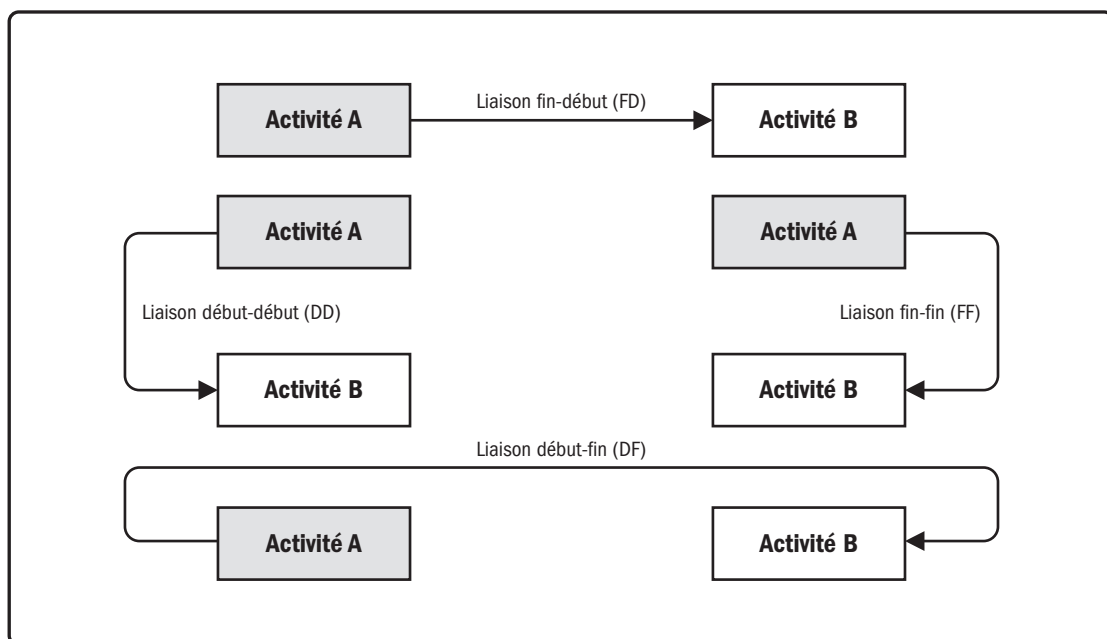 Activité A
Liaison fin-début (FD)
Activité B
Activité A
Activité A
Liaison début-début (DD)
Liaison fin-fin (FF)
Activité B
Activité B
Liaison début-fin (DF)
Activité A
Activité B